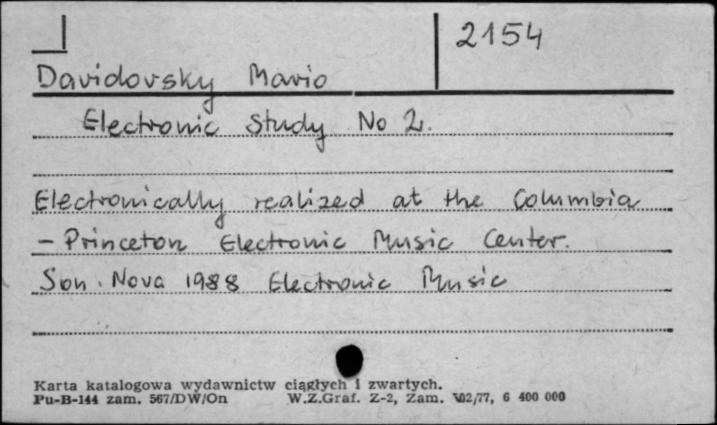 2154
Davidovsky Mario
Electronic Study No 2.
Electronically realized at the Columbia
- Princeton Electronic Music Center.
Son. Nova 1988 Electronic Music
Karta katalogowa wydawnictw ciągłych i zwartych.
Pu-B-144 zam. 567/DW/On W.Z.Graf. Z-2, Zam. 102/77, 6 400 000